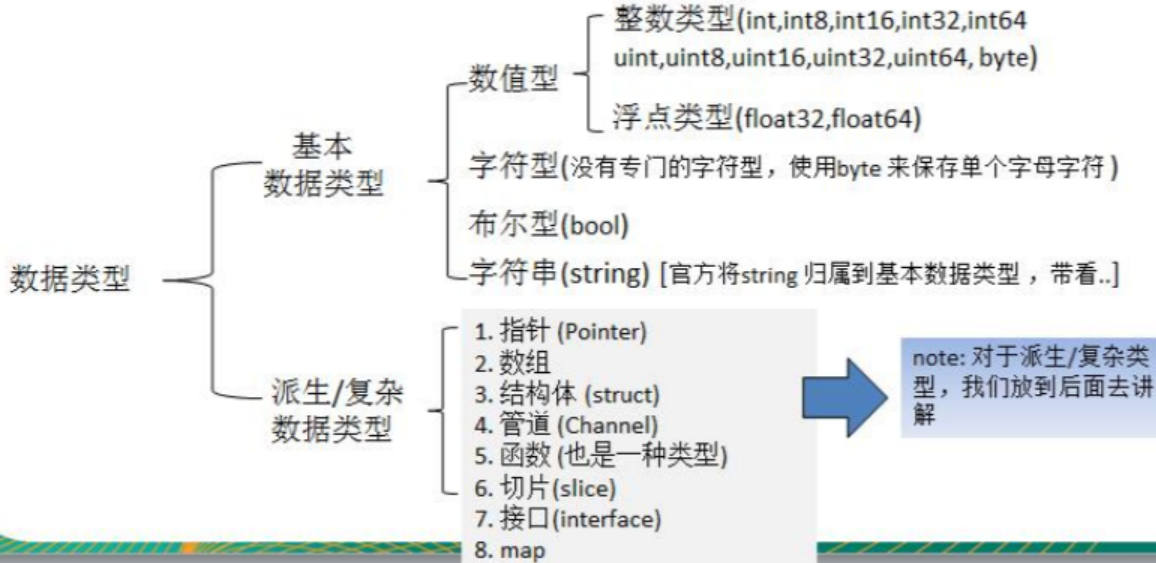 数据类型
基本
数据类型
数值型
整数类型(int,int8,int16,int32,int64
uint,uint8,uint16,uint32,uint64, byte)
浮点类型(float32,float64)
字符型(没有专门的字符型，使用byte 来保存单个字母字符 )
布尔型(bool)
字符串(string) [官方将string 归属到基本数据类型 ，带看..]
派生/复杂
数据类型
1. 指针 (Pointer)
2. 数组
3. 结构体 (struct)
4. 管道 (Channel)
5. 函数 (也是一种类型)
6. 切片(slice)
7. 接口(interface)
8. map
note: 对于派生/复杂类
型，我们放到后面去讲
解